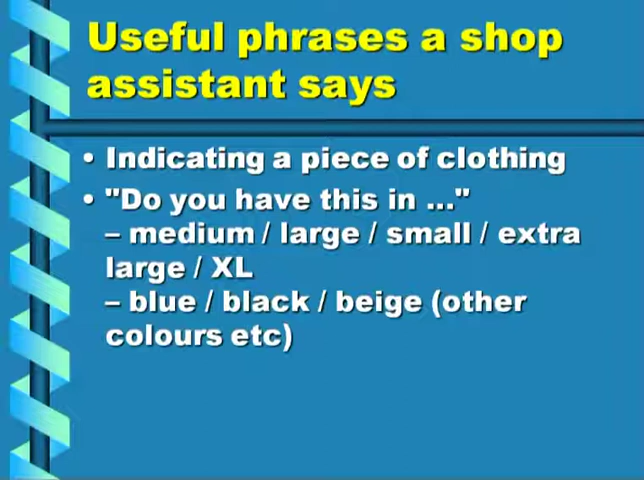 Useful phrases a shop
assistant says
• Indicating a piece of clothing
• "Do you have this in ..."
– medium / large / small / extra
large / XL
– blue / black / beige (other
colours etc)